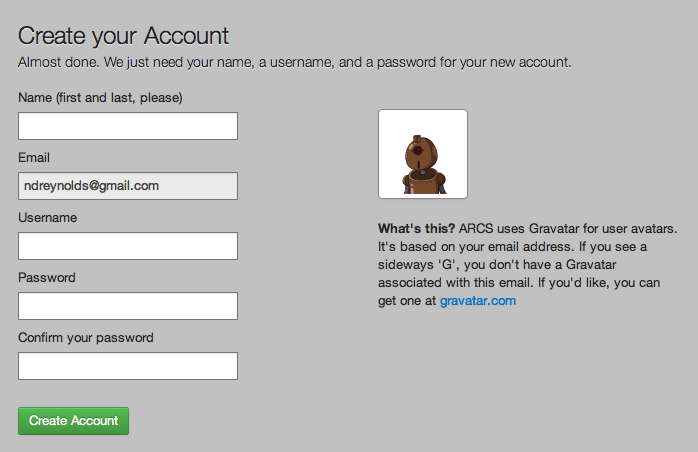 Create your Account
Almost done. We just need your name, a username, and a password for your new account.
Name (first and last, please)
Email
ndreynolds@gmail.com
Username
Password
Confirm your password
Create Account
What's this? ARCS uses Gravatar for user avatars.
It's based on your email address. If you see a
sideways 'G', you don't have a Gravatar
associated with this email. If you'd like, you can
get one at gravatar.com